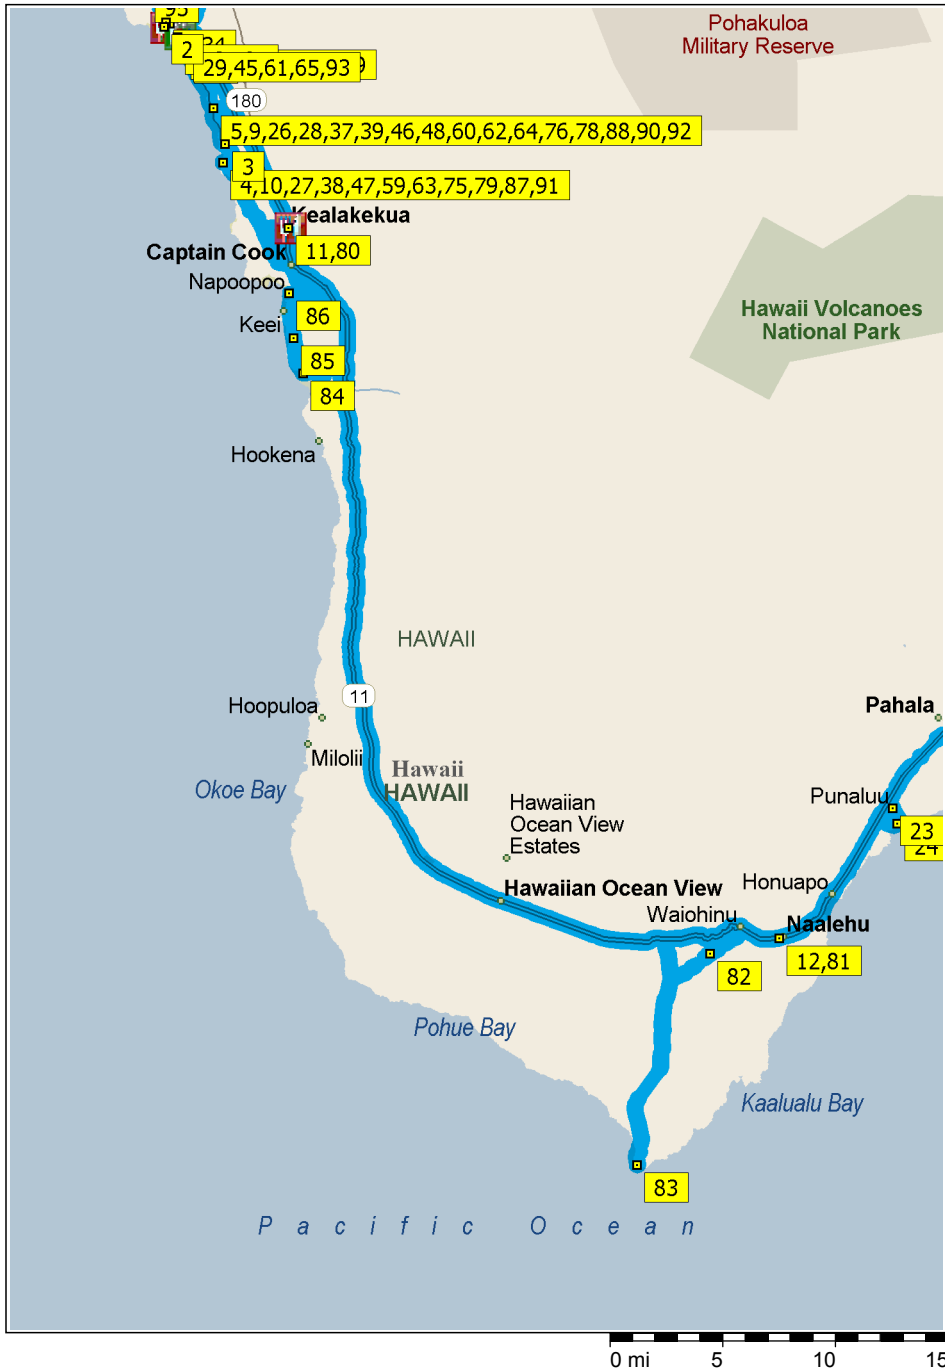 95
Pohakuloa
Military Reserve
2
29,45,61,65,93
180
5,9,26,28,37,39,46,48,60,62,64,76,78,88,90,92
3
4,10,27,38,47,59,63,75,79,87,91
Kealakekua
Captain Cook
11,80
Napoopoo
86
Keei
Hawaii Volcanoes
National Park
85
84
Hookena
HAWAII
11
Hoopuloa
Pahala
Milolii
Hawaii
HAWAII
Okoe Bay
Hawaiian
Ocean View
Estates
Punaluu
23
24
Hawaiian Ocean View
Honuapo
Waiohinu
Naalehu
12,81
82
Pohue Bay
Kaalualu Bay
83
Pacific Ocean
0 mi 5 10 15